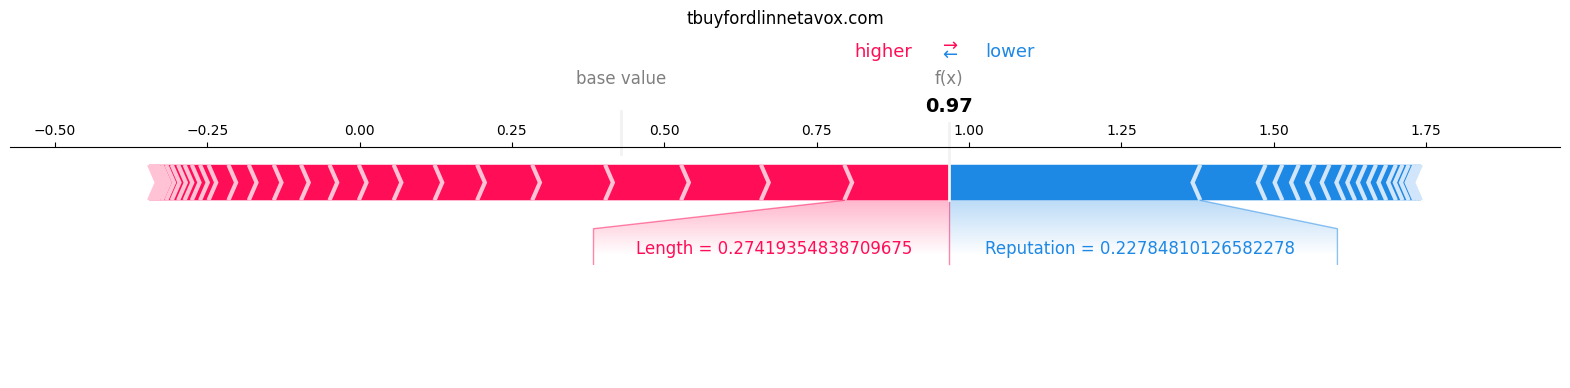 tbuyfordlinnetavox.com
higher ⇄ lower
base value f(x)
0.97
−0.50 −0.25 0.00 0.25 0.50 0.75 1.00 1.25 1.50 1.75
Length = 0.27419354838709675 Reputation = 0.22784810126582278